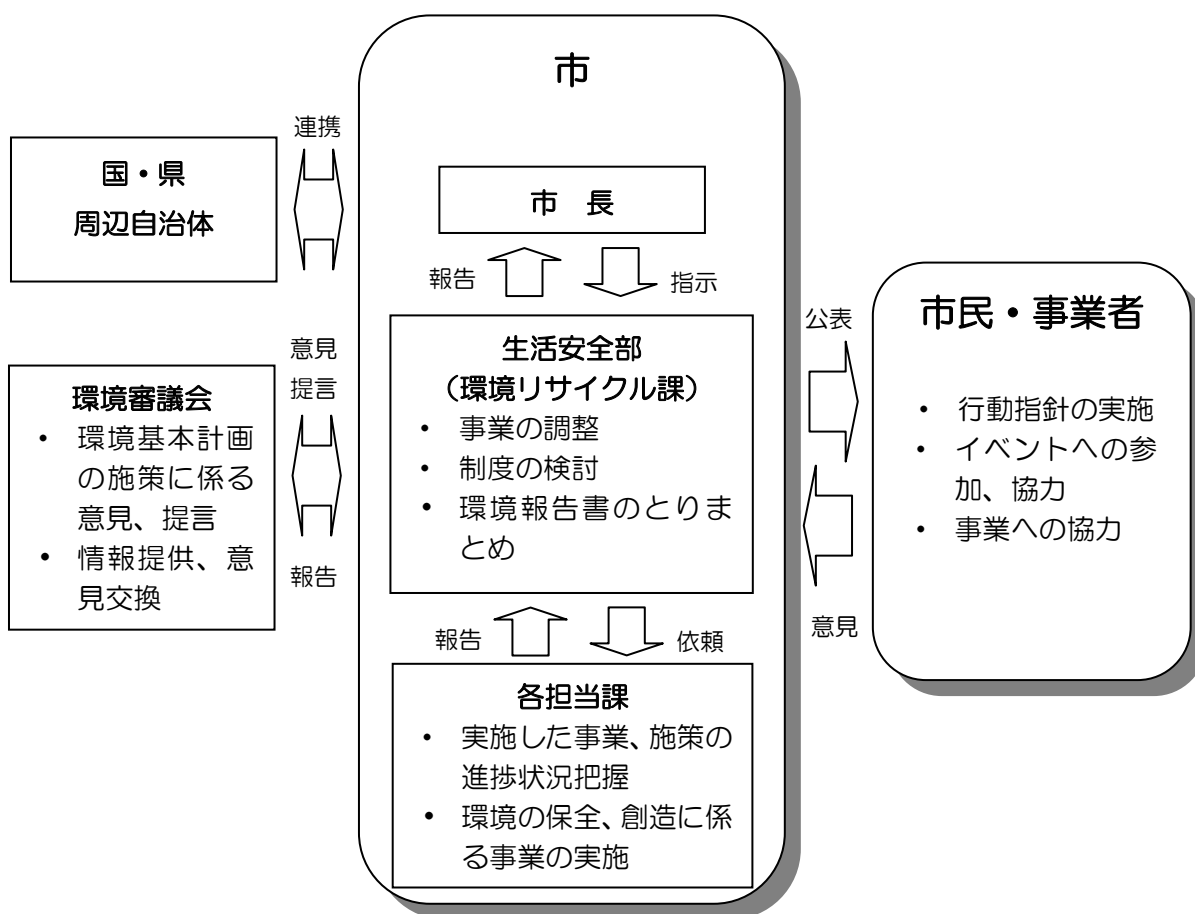 市
連携
国・県
周辺自治体
市 長
報告
指示
意見
提言
環境審議会
• 環境基本計画
の施策に係る
意見、提言
• 情報提供、意
見交換
報告
生活安全部
（環境リサイクル課）
• 事業の調整
• 制度の検討
• 環境報告書のとりま
とめ
報告
依頼
各担当課
• 実施した事業、施策の
進捗状況把握
• 環境の保全、創造に係
る事業の実施
公表
意見
市民・事業者
• 行動指針の実施
• イベントへの参
加、協力
• 事業への協力